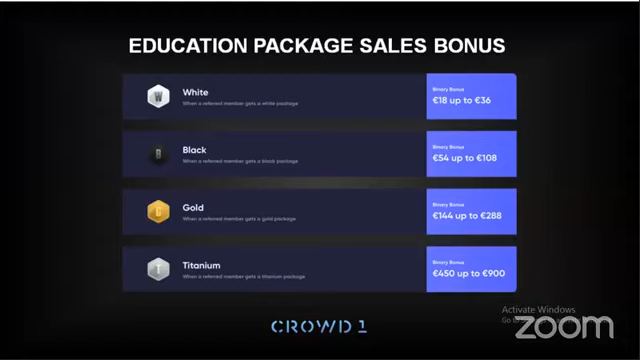 EDUCATION PACKAGE SALES BONUS
W
White
When a referred member gets a white package
Binary Bonus
€18 up to €36
B
Black
When a referred member gets a black package
Binary Bonus
€54 up to €108
G
Gold
When a referred member gets a gold package
Binary Bonus
€144 up to €288
T
Titanium
When a referred member gets a titanium package
Binary Bonus
€450 up to €900
CROWD 1
Activate Windows
Go to
zoom